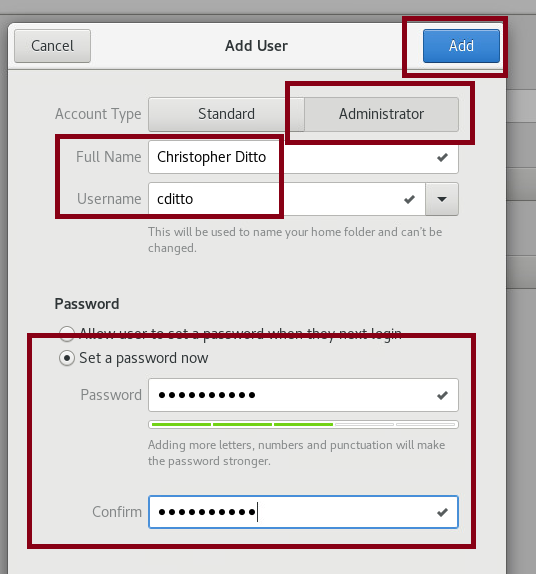 Cancel Add User Add
Account Type Standard Administrator
Full Name Christopher Ditto
Username cditto
This will be used to name your home folder and can't be
changed.
Password
Allow user to set a password when they next login
Set a password now
Password ●●●●●●●●●●
Adding more letters, numbers and punctuation will make
the password stronger.
Confirm ●●●●●●●●●●